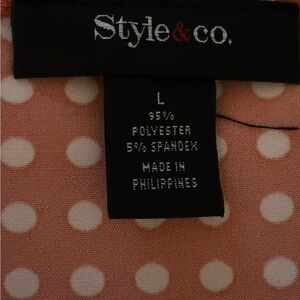 Style&co.
L
95%
POLYESTER
5% SPANDEX
MADE IN
PHILIPPINES